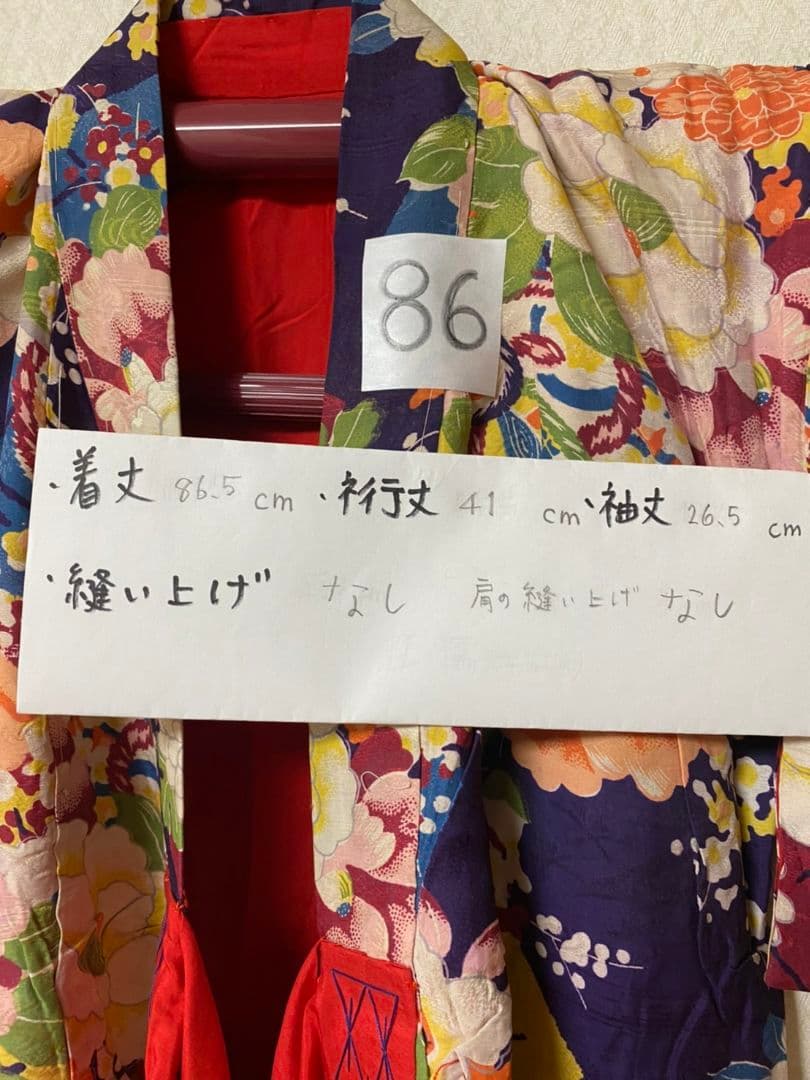 86
・着丈 86.5 cm ・裄丈 41 cm ・袖丈 26.5 cm
・縫い上げ なし 肩の縫い上げ なし